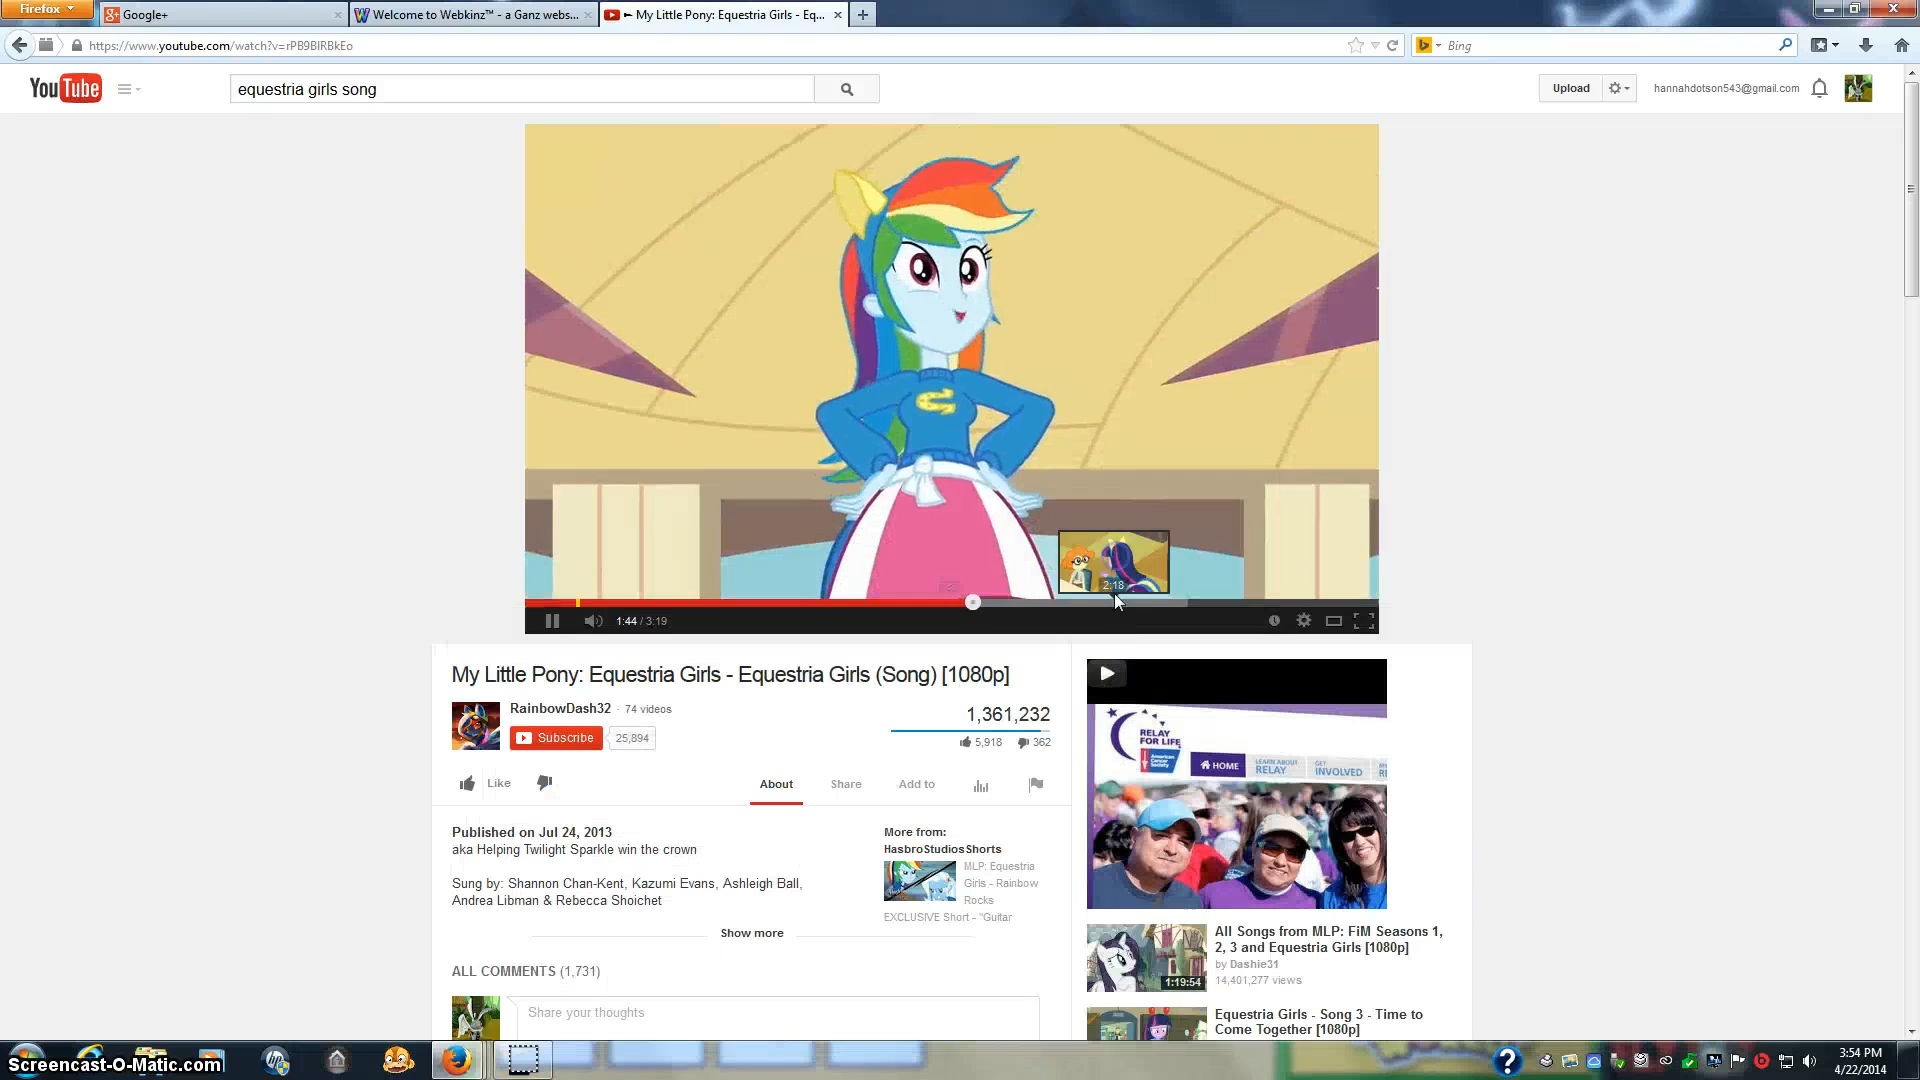 Firefox
Google+
Welcome to Webkinz™ - a Ganz webs...
My Little Pony: Equestria Girls - Eq...
https://www.youtube.com/watch?v=rPB9BIRBkEo
Bing
YouTube
equestria girls song
Upload
hannahdotson543@gmail.com
2:18
1:44 / 3:19
My Little Pony: Equestria Girls - Equestria Girls (Song) [1080p]
RainbowDash32 · 74 videos
Subscribe 25,894
1,361,232
5,918 362
Like
About Share Add to
Published on Jul 24, 2013
aka Helping Twilight Sparkle win the crown
Sung by: Shannon Chan-Kent, Kazumi Evans, Ashleigh Ball,
Andrea Libman & Rebecca Shoichet
Show more
More from:
HasbroStudiosShorts
MLP: Equestria
Girls - Rainbow
Rocks
EXCLUSIVE Short - "Guitar
ALL COMMENTS (1,731)
Share your thoughts
RELAY
FOR LIFE
American
Cancer
Society
HOME
LEARN ABOUT
RELAY
GET
INVOLVED
All Songs from MLP: FiM Seasons 1,
2, 3 and Equestria Girls [1080p]
by Dashie31
14,401,277 views
1:19:54
Equestria Girls - Song 3 - Time to
Come Together [1080p]
Screencast-O-Matic.com
3:54 PM
4/22/2014